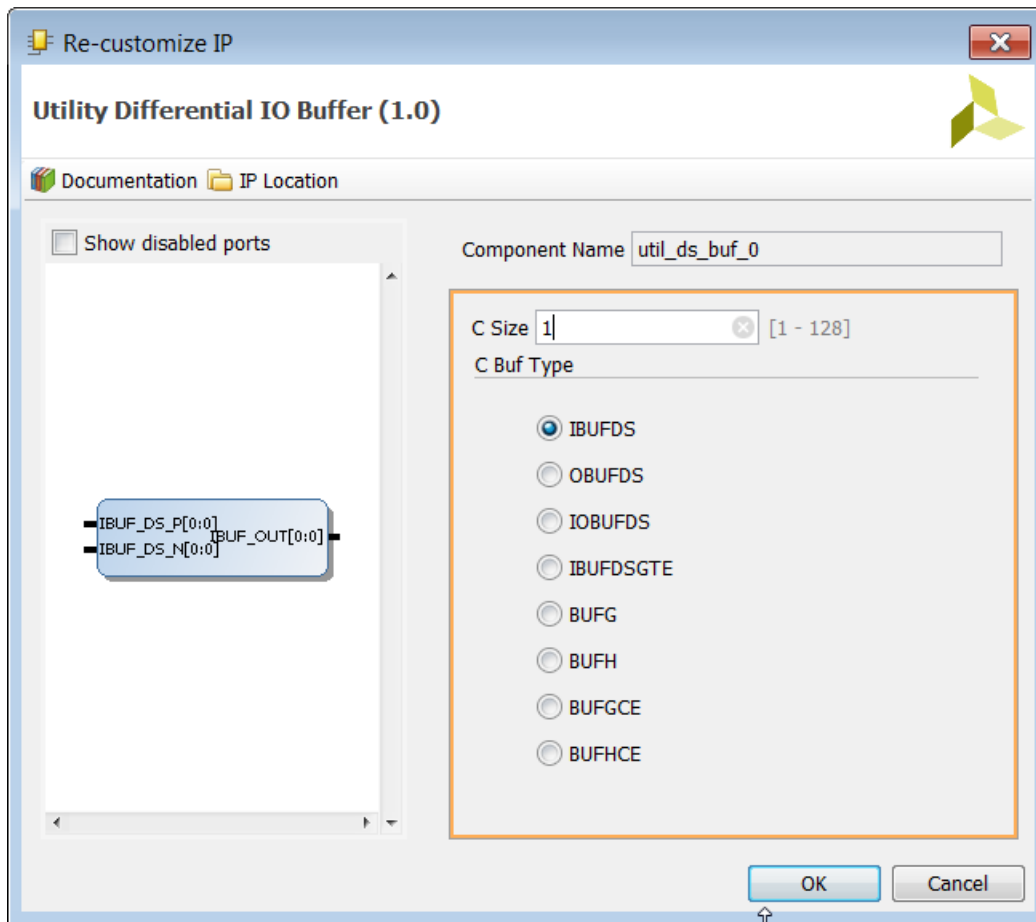 Re-customize IP
Utility Differential IO Buffer (1.0)
Documentation IP Location
Show disabled ports
IBUF_DS_P[0:0]
IBUF_DS_N[0:0]
IBUF_OUT[0:0]
Component Name util_ds_buf_0
C Size 1 [1 - 128]
C Buf Type
IBUFDS
OBUFDS
IOBUFDS
IBUFDSGTE
BUFG
BUFH
BUFGCE
BUFHCE
OK Cancel